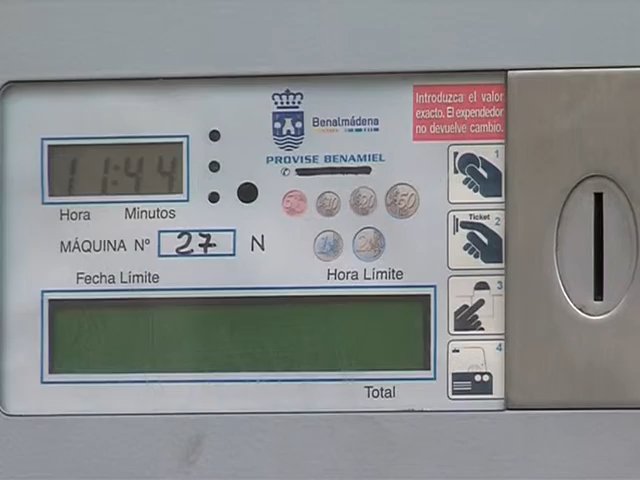 Introduzca el valor
exacto. El expendedor
no devuelve cambio.
Benalmádena
PROVISE BENAMIEL
11:44
Hora Minutos
MÁQUINA Nº 27 N
Fecha Límite
Hora Límite
Total
1
Ticket
2
3
4